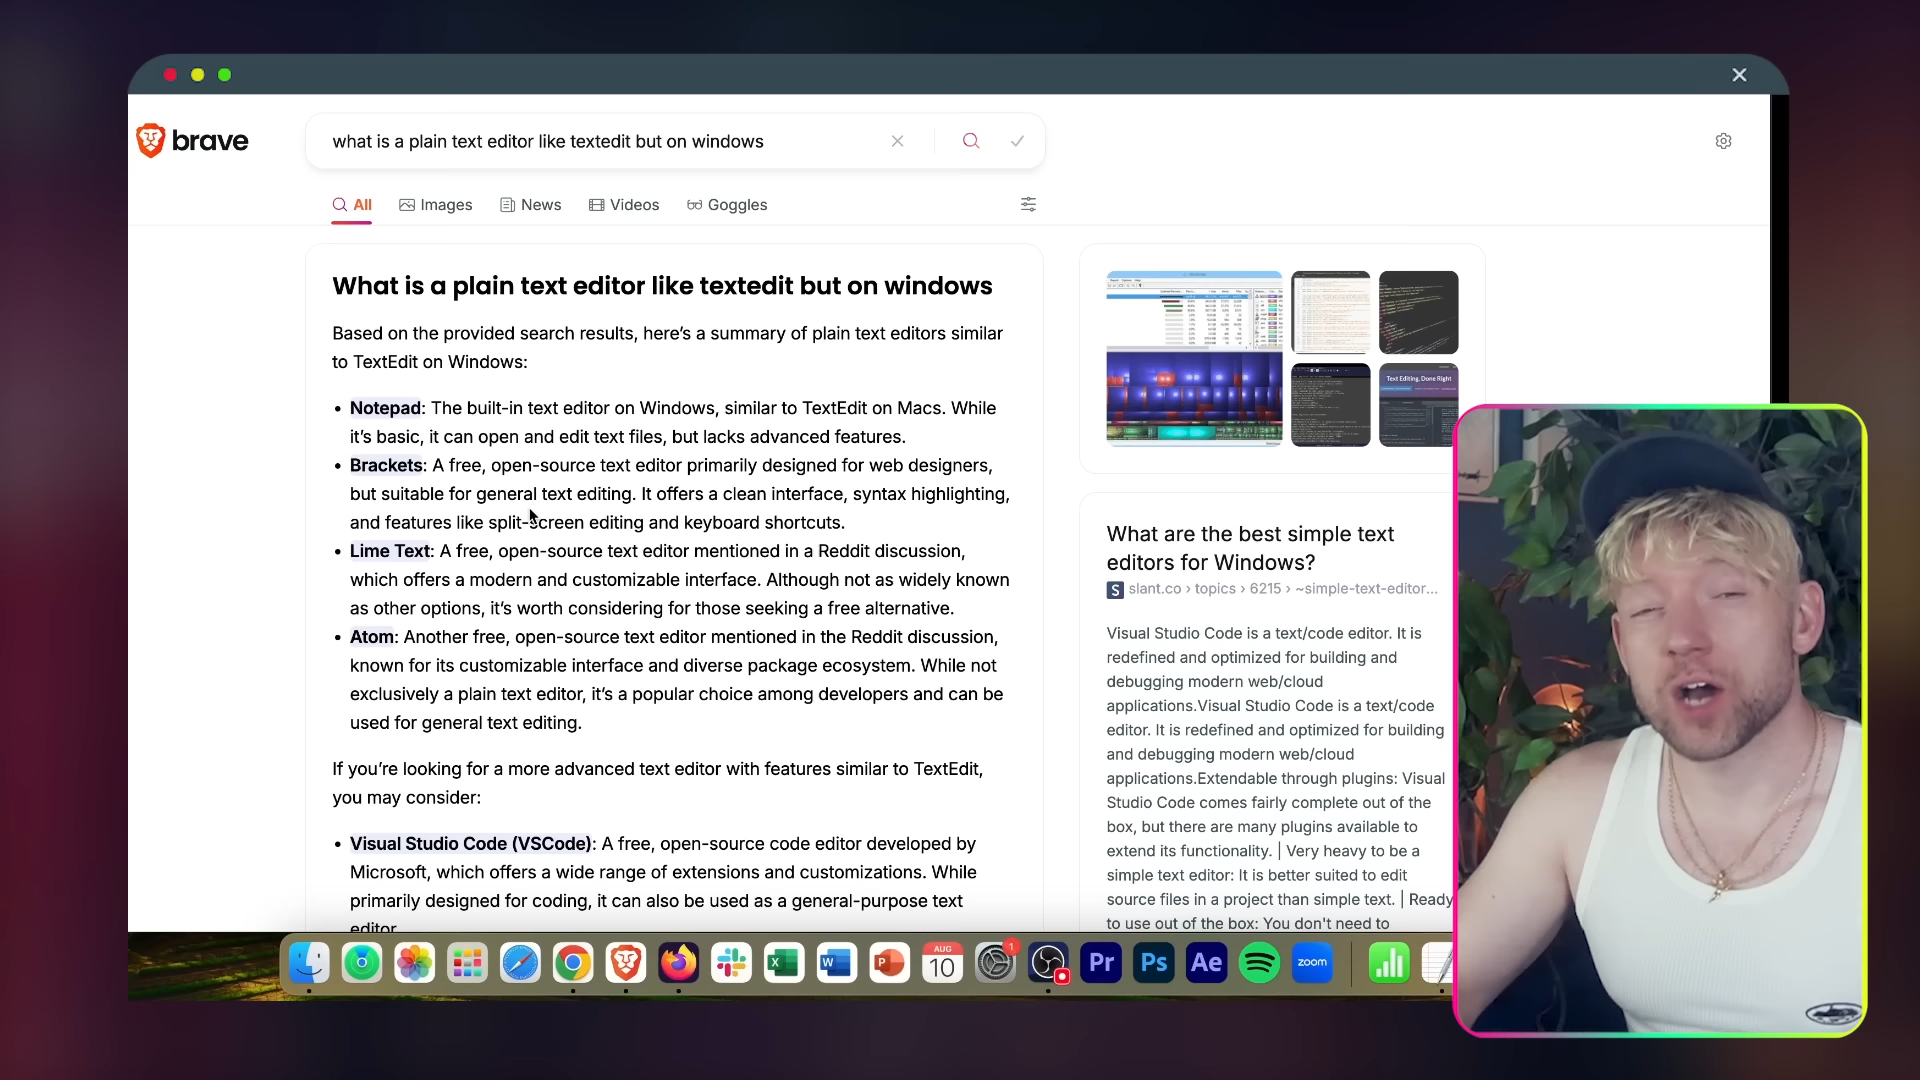 brave
what is a plain text editor like textedit but on windows
All
Images
News
Videos
Goggles
What is a plain text editor like textedit but on windows
Based on the provided search results, here’s a summary of plain text editors similar
to TextEdit on Windows:
• Notepad: The built-in text editor on Windows, similar to TextEdit on Macs. While
it’s basic, it can open and edit text files, but lacks advanced features.
• Brackets: A free, open-source text editor primarily designed for web designers,
but suitable for general text editing. It offers a clean interface, syntax highlighting,
and features like split-screen editing and keyboard shortcuts.
• Lime Text: A free, open-source text editor mentioned in a Reddit discussion,
which offers a modern and customizable interface. Although not as widely known
as other options, it’s worth considering for those seeking a free alternative.
• Atom: Another free, open-source text editor mentioned in the Reddit discussion,
known for its customizable interface and diverse package ecosystem. While not
exclusively a plain text editor, it’s a popular choice among developers and can be
used for general text editing.
If you’re looking for a more advanced text editor with features similar to TextEdit,
you may consider:
• Visual Studio Code (VSCode): A free, open-source code editor developed by
Microsoft, which offers a wide range of extensions and customizations. While
primarily designed for coding, it can also be used as a general-purpose text
editor.
Text Editing, Done Right
What are the best simple text
editors for Windows?
S slant.co › topics › 6215 › ~simple-text-editor...
Visual Studio Code is a text/code editor. It is
redefined and optimized for building and
debugging modern web/cloud
applications.Visual Studio Code is a text/code
editor. It is redefined and optimized for building
and debugging modern web/cloud
applications.Extendable through plugins: Visual
Studio Code comes fairly complete out of the
box, but there are many plugins available to
extend its functionality. | Very heavy to be a
simple text editor: It is better suited to edit
source files in a project than simple text. | Ready
to use out of the box: You don't need to
X
W
P
AUG
10
1
Pr
Ps
Ae
zoom